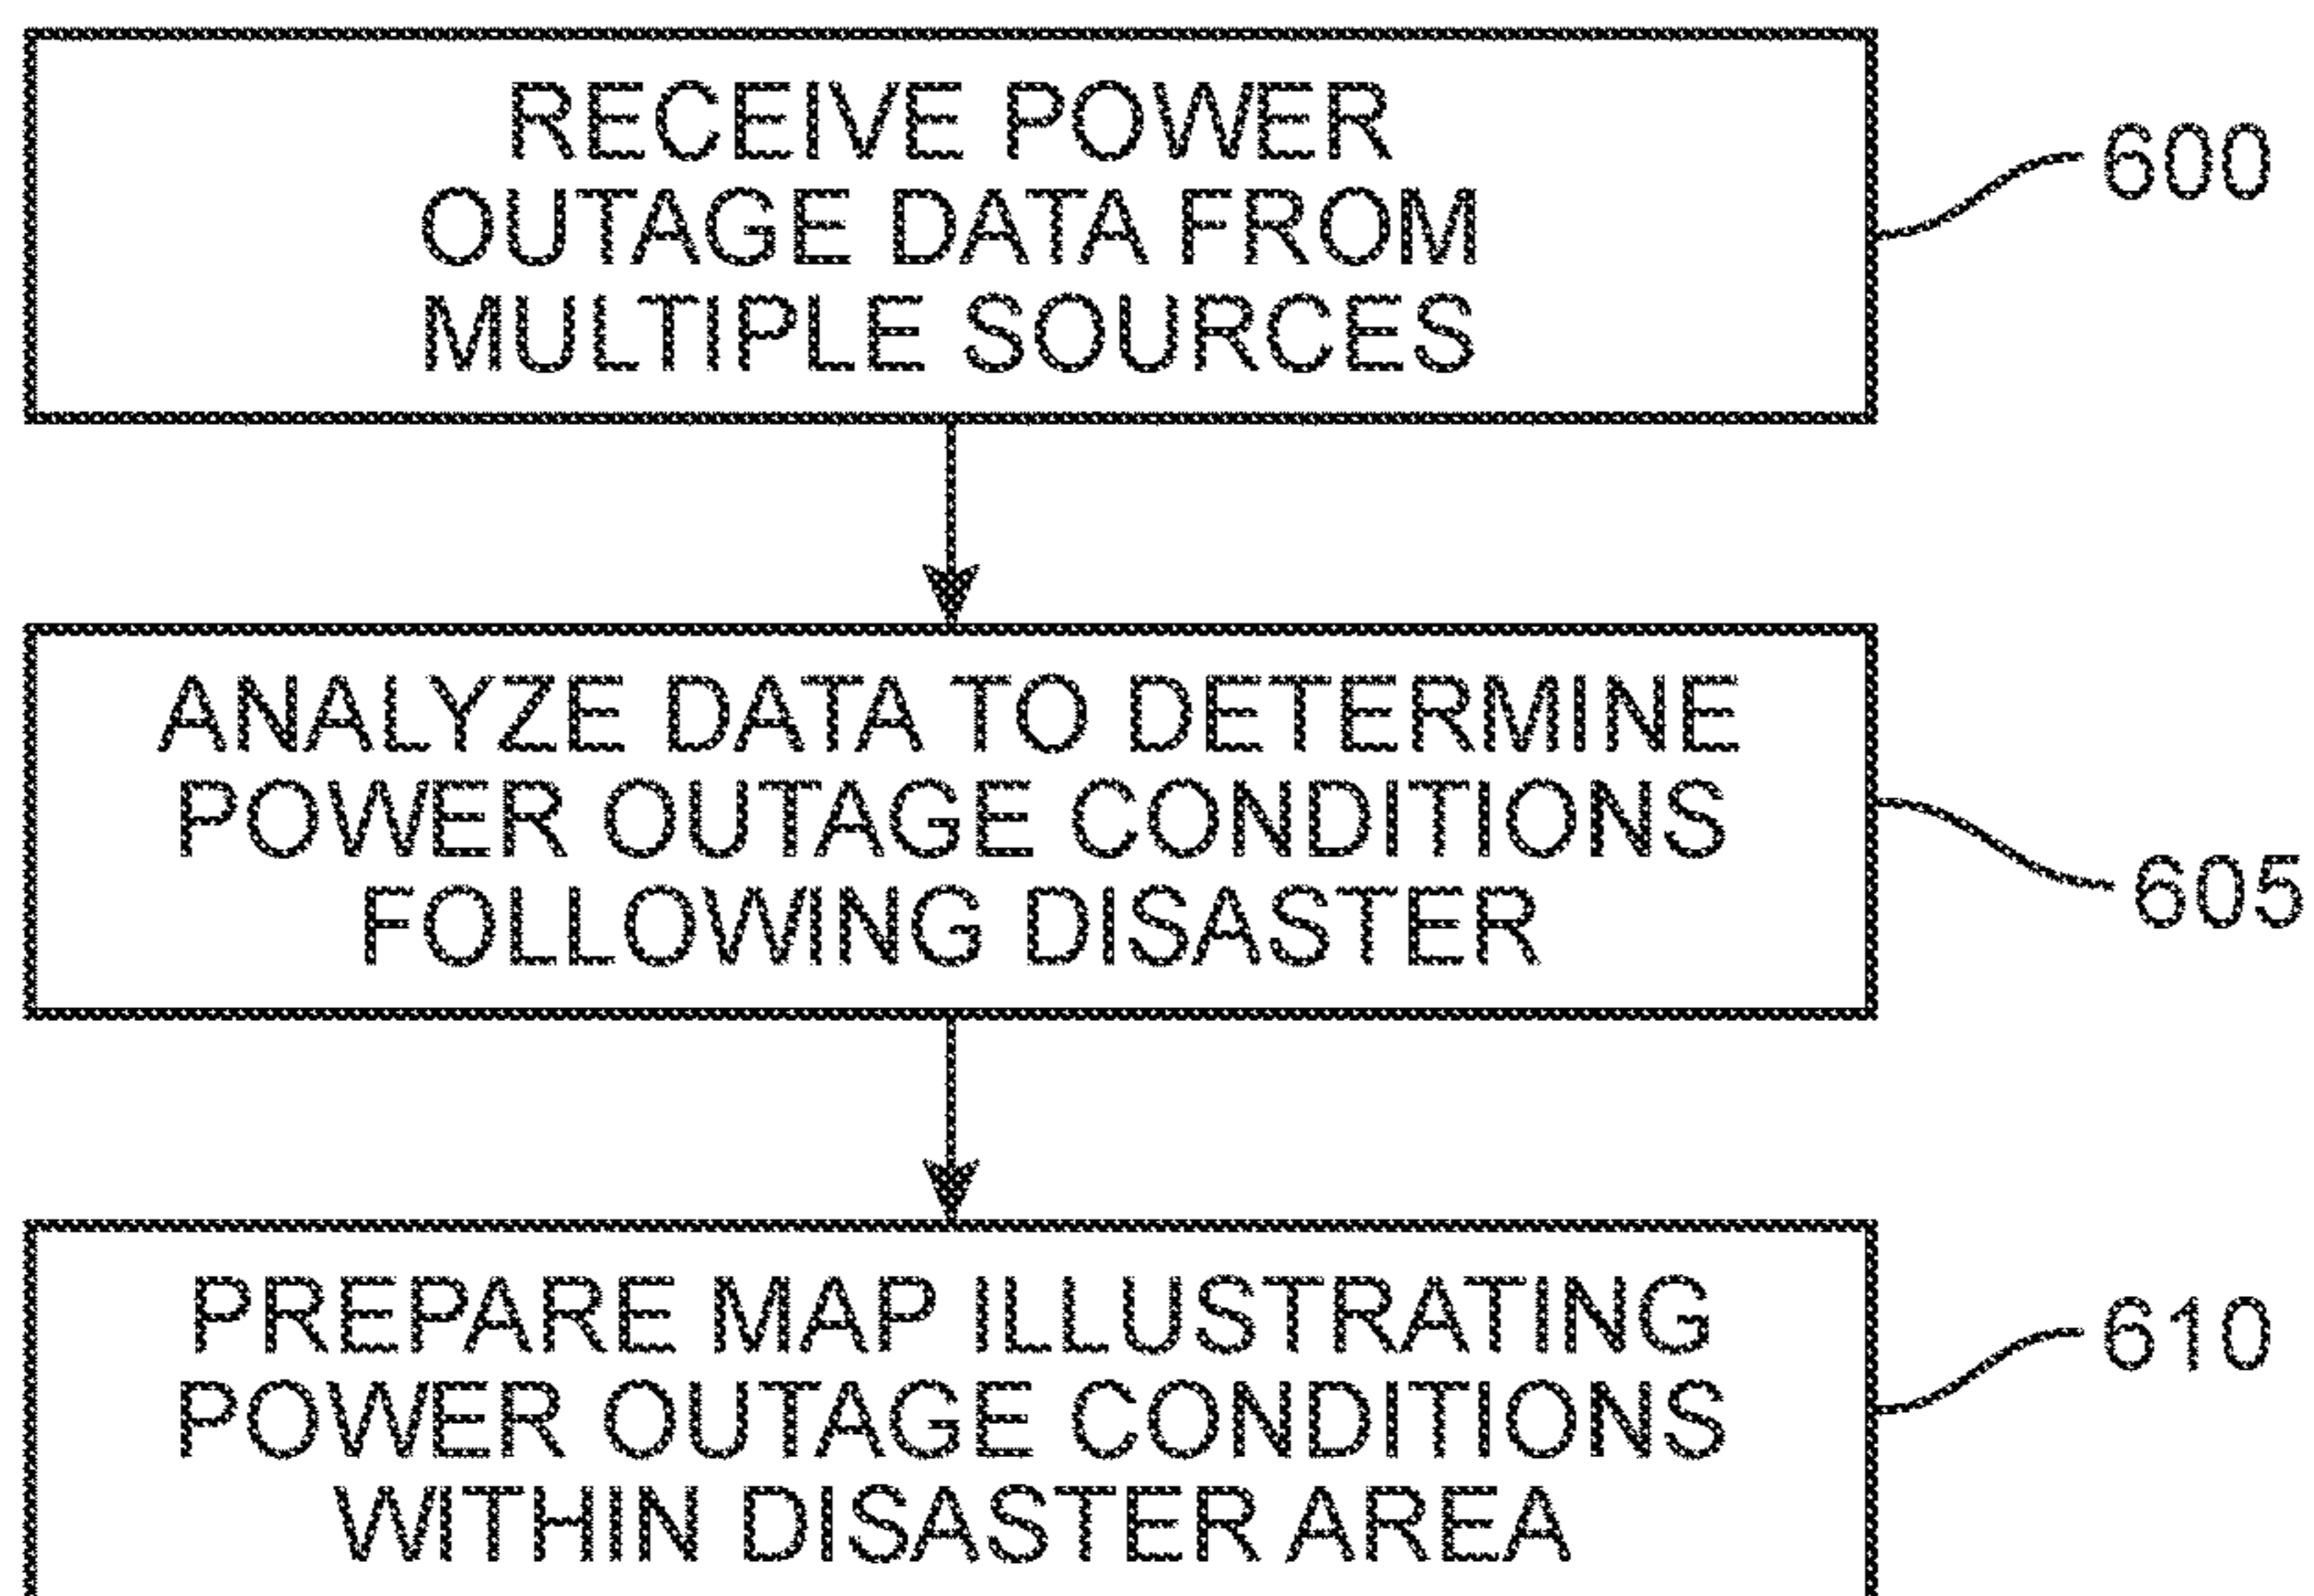 RECEIVE POWER
OUTAGE DATA FROM
MULTIPLE SOURCES
600
ANALYZE DATA TO DETERMINE
POWER OUTAGE CONDITIONS
FOLLOWING DISASTER
605
PREPARE MAP ILLUSTRATING
POWER OUTAGE CONDITIONS
WITHIN DISASTER AREA
610